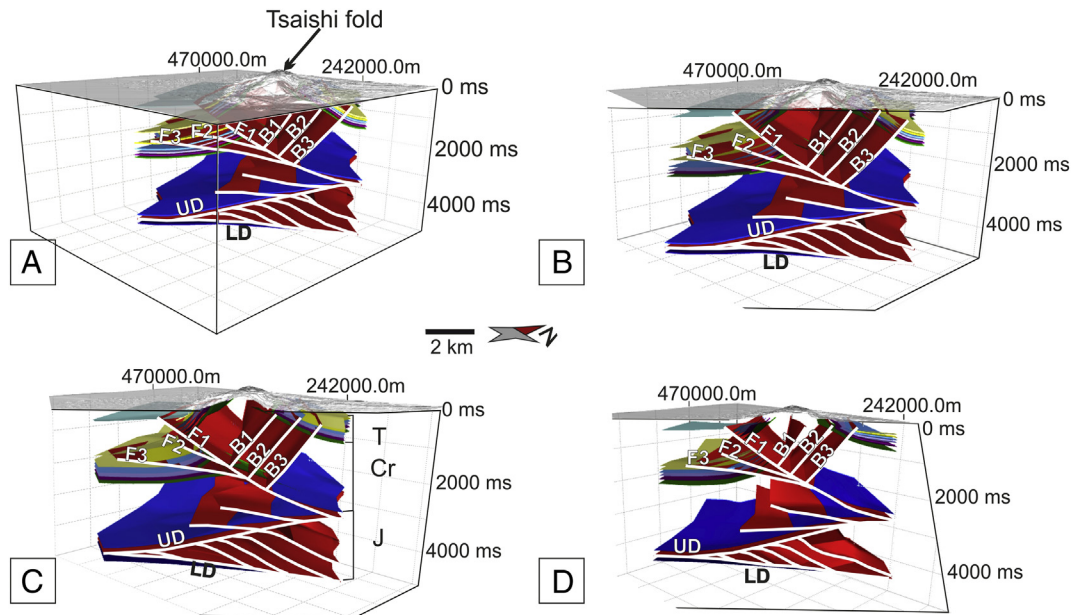 Tsaishi fold
470000.0m
242000.0m
0 ms
F3
F2
F1
B1
B2
B3
2000 ms
4000 ms
UD
LD
A
470000.0m
242000.0m
0 ms
F3
F2
F1
B1
B2
B3
2000 ms
4000 ms
UD
LD
B
2 km
N
470000.0m
242000.0m
0 ms
F3
F2
F1
B1
B2
B3
T
Cr
2000 ms
J
4000 ms
UD
LD
C
470000.0m
242000.0m
0 ms
F3
F2
F1
B1
B2
B3
2000 ms
4000 ms
UD
LD
D